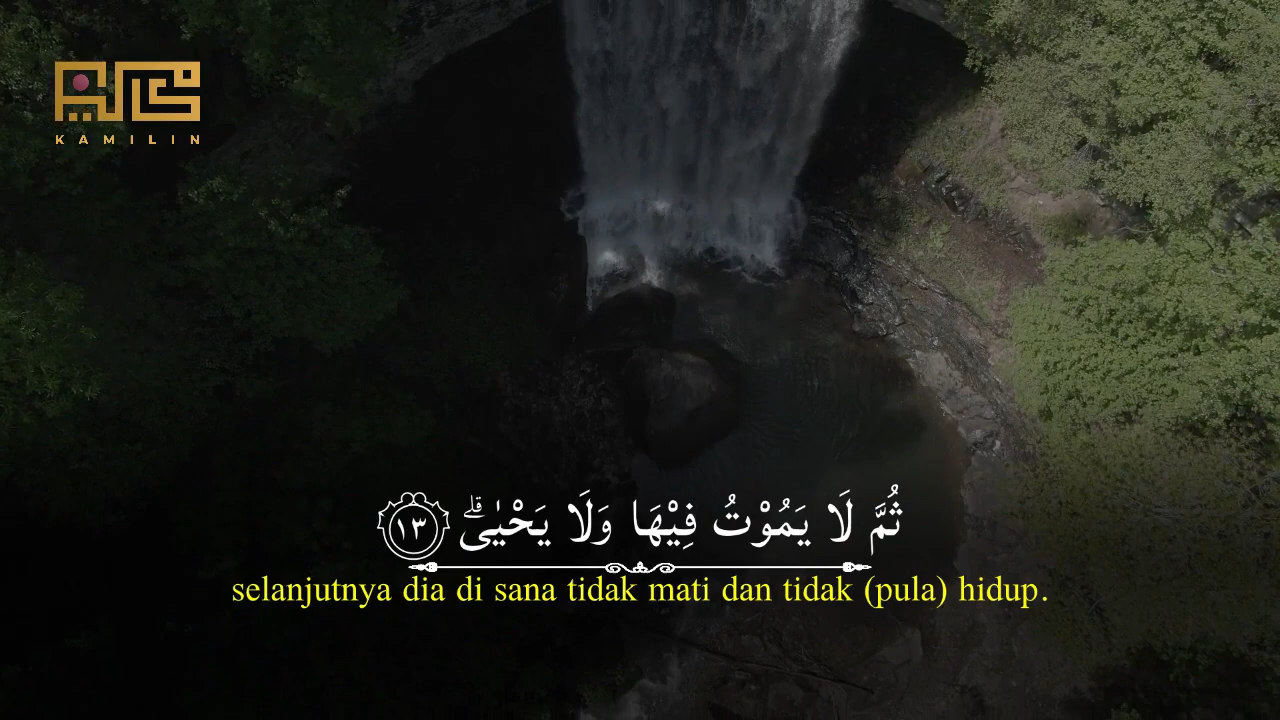 KAMILIN
ثُمَّ لَا يَمُوْتُ فِيْهَا وَلَا يَحْيٰىۗ ١٣
selanjutnya dia di sana tidak mati dan tidak (pula) hidup.